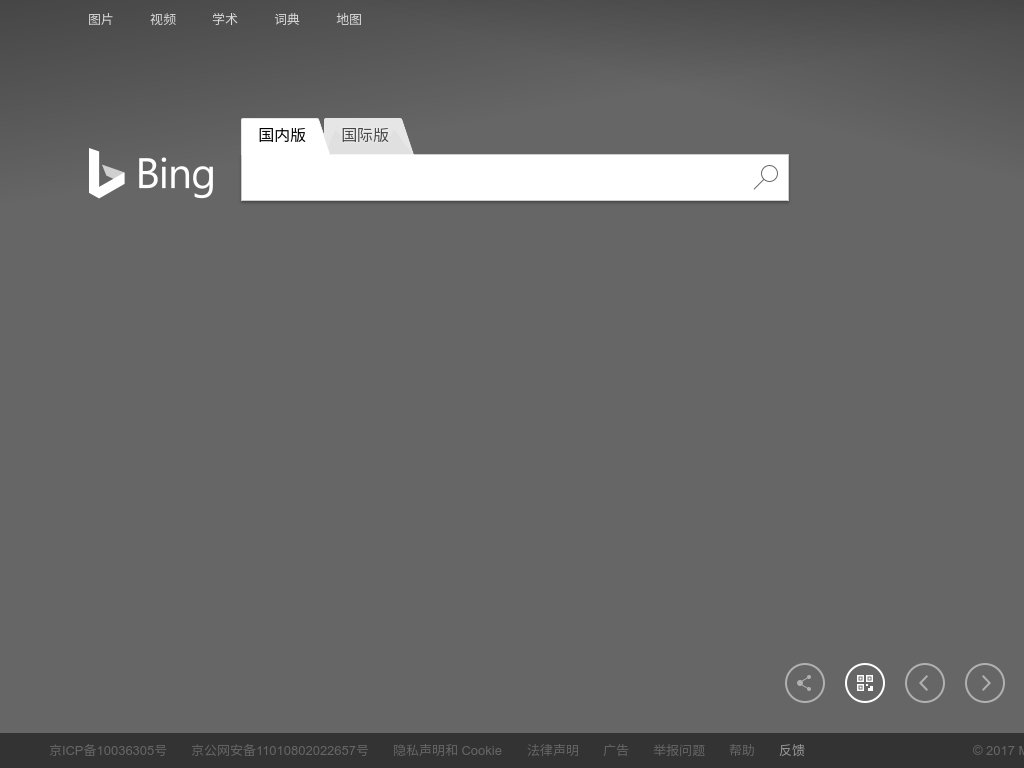 图片 视频 学术 词典 地图
国内版 国际版
Bing
京ICP备10036305号 京公网安备11010802022657号 隐私声明和 Cookie 法律声明 广告 举报问题 帮助 反馈 © 2017 M